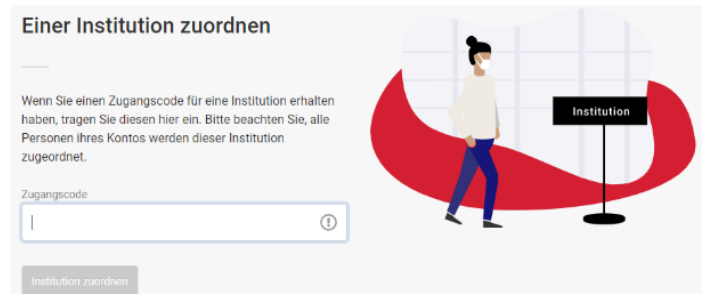 Einer Institution zuordnen
Wenn Sie einen Zugangscode für eine Institution erhalten
haben, tragen Sie diesen hier ein. Bitte beachten Sie, alle
Personen ihres Kontos werden dieser Institution
zugeordnet.
Zugangscode
Institution zuordnen
Institution